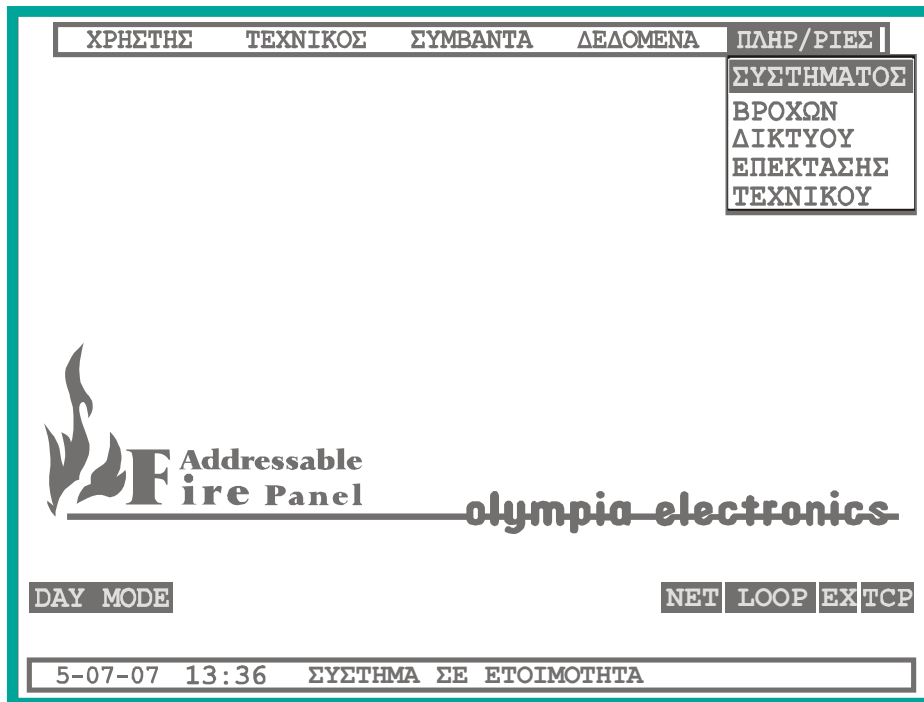 ΧΡΗΣΤΗΣ ΤΕΧΝΙΚΟΣ ΣΥΜΒΑΝΤΑ ΔΕΔΟΜΕΝΑ ΠΛΗΡ/ΡΙΕΣ
ΣΥΣΤΗΜΑΤΟΣ
ΒΡΟΧΩΝ
ΔΙΚΤΥΟΥ
ΕΠΕΚΤΑΣΗΣ
ΤΕΧΝΙΚΟΥ
Addressable
Fire Panel
olympia electronics
DAY MODE NET LOOP EX TCP
5-07-07 13:36 ΣΥΣΤΗΜΑ ΣΕ ΕΤΟΙΜΟΤΗΤΑ